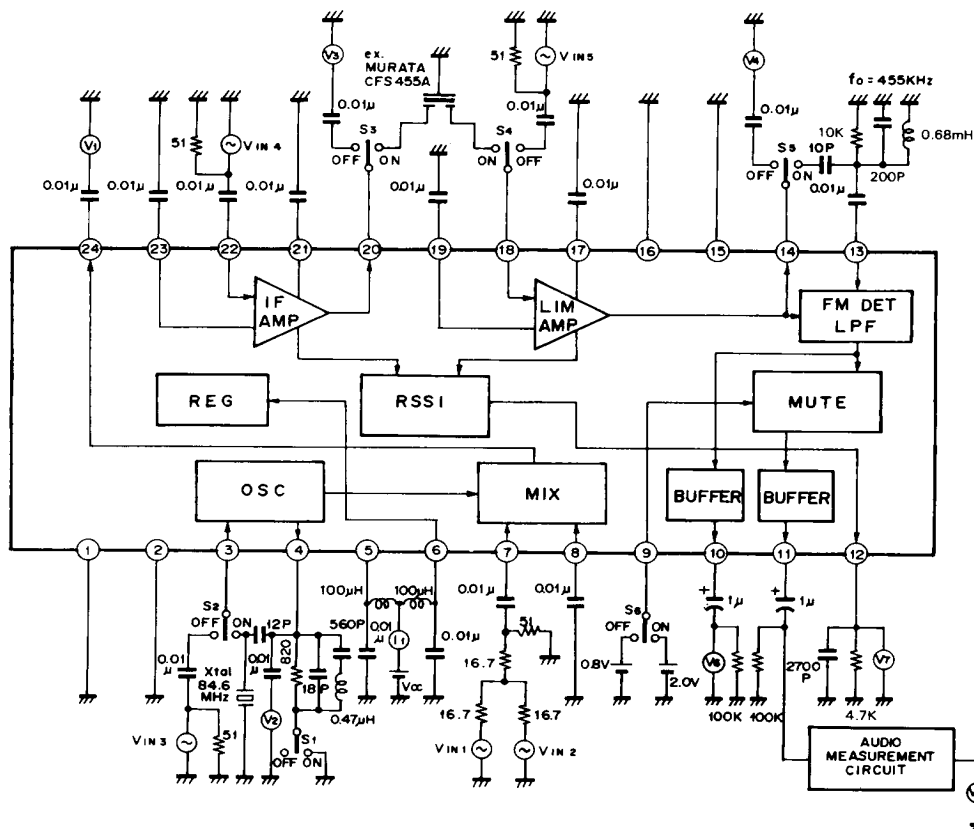 ex.
MURATA
CFS455A
V3
51
VIN5
V4
fo=455KHz
0.01μ
0.01μ
0.01μ
10K
0.68mH
V1
51
VIN4
S3
OFF
ON
S4
ON
OFF
S5
OFF
ON
10P
200P
0.01μ
0.01μ
0.01μ
0.01μ
0.01μ
0.01μ
0.01μ
24
23
22
21
20
19
18
17
16
15
14
13
IF
AMP
LIM
AMP
FM DET
LPF
REG
RSSI
MUTE
OSC
MIX
BUFFER
BUFFER
1
2
3
4
5
6
7
8
9
10
11
12
S2
OFF
ON
12P
100μH
100μH
560P
0.01μ
0.01μ
S6
OFF
ON
+
1μ
+
1μ
0.01μ
Xtal
84.6
MHz
0.01μ
820
18P
0.01μ
I1
0.01μ
51
16.7
0.8V
2.0V
V6
2700P
V7
VCC
0.47μH
16.7
16.7
100K
100K
4.7K
VIN3
51
V2
S1
OFF
ON
VIN1
VIN2
AUDIO
MEASUREMENT
CIRCUIT